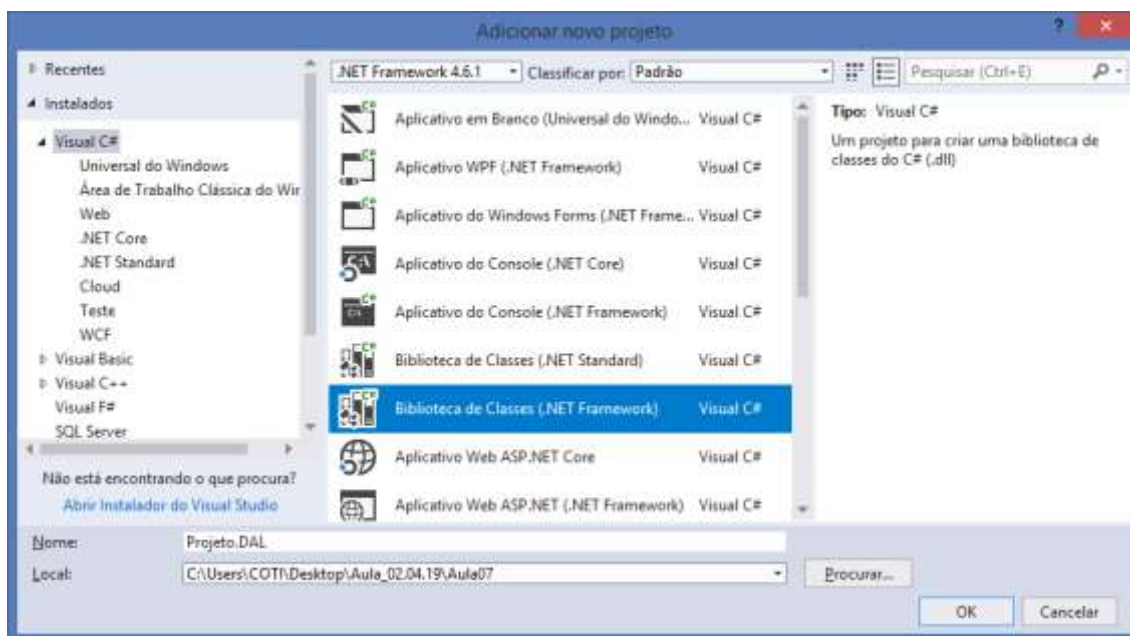 Adicionar novo projeto
?
Recentes
.NET Framework 4.6.1
Classificar por: Padrão
Pesquisar (Ctrl+E)
Instalados
Visual C#
Universal do Windows
Área de Trabalho Clássica do Wir
Web
.NET Core
.NET Standard
Cloud
Teste
WCF
Visual Basic
Visual C++
Visual F#
SQL Server
Não está encontrando o que procura?
Abrir Instalador do Visual Studio
Aplicativo em Branco (Universal do Windo... Visual C#
Aplicativo WPF (.NET Framework) Visual C#
Aplicativo do Windows Forms (.NET Frame... Visual C#
Aplicativo do Console (.NET Core) Visual C#
Aplicativo do Console (.NET Framework) Visual C#
Biblioteca de Classes (.NET Standard) Visual C#
Biblioteca de Classes (.NET Framework) Visual C#
Aplicativo Web ASP.NET Core Visual C#
Aplicativo Web ASP.NET (.NET Framework) Visual C#
Tipo: Visual C#
Um projeto para criar uma biblioteca de
classes do C# (.dll)
Nome: Projeto.DAL
Local: C:\Users\COTI\Desktop\Aula_02.04.19\Aula07
Procurar...
OK Cancelar